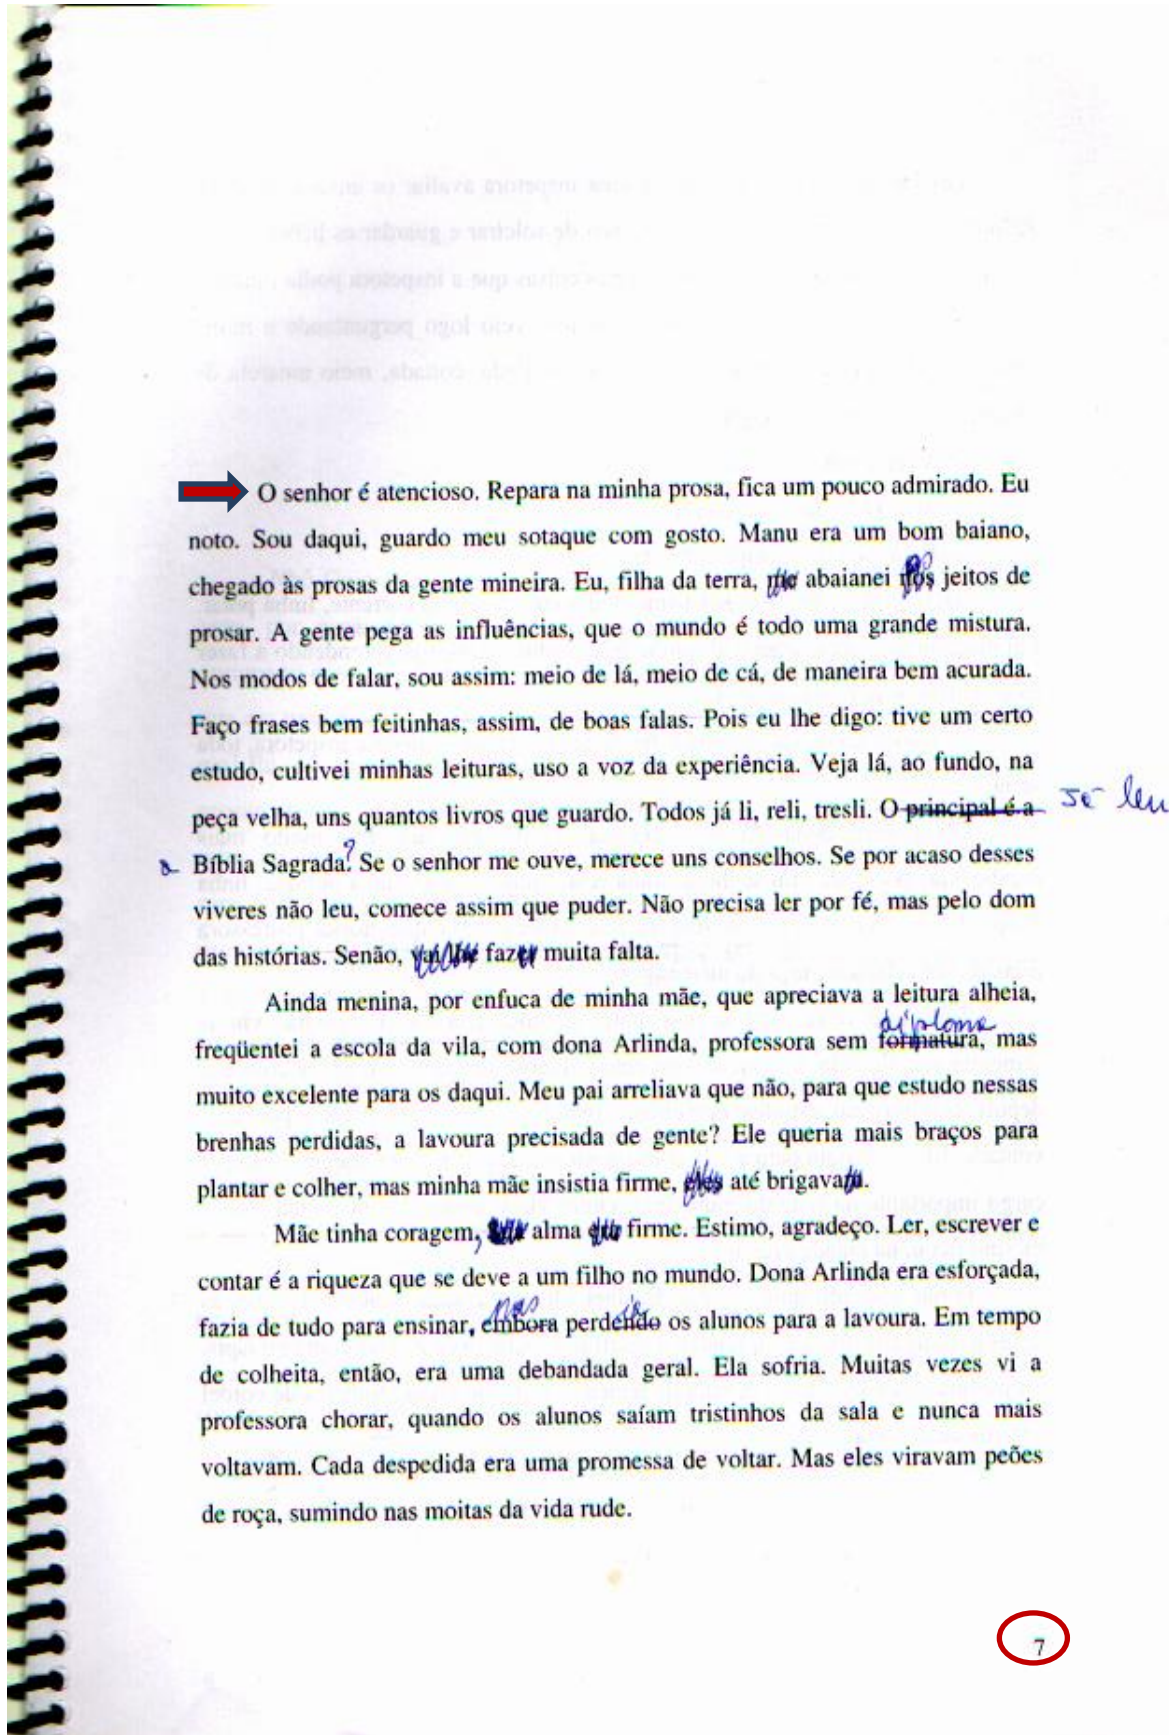 O senhor é atencioso. Repara na minha prosa, fica um pouco admirado. Eu
noto. Sou daqui, guardo meu sotaque com gosto. Manu era um bom baiano,
chegado às prosas da gente mineira. Eu, filha da terra, me abaianei nos jeitos de
prosar. A gente pega as influências, que o mundo é todo uma grande mistura.
Nos modos de falar, sou assim: meio de lá, meio de cá, de maneira bem acurada.
Faço frases bem feitinhas, assim, de boas falas. Pois eu lhe digo: tive um certo
estudo, cultivei minhas leituras, uso a voz da experiência. Veja lá, ao fundo, na
peça velha, uns quantos livros que guardo. Todos já li, reli, tresli. O principal é a Já leu
a Bíblia Sagrada? Se o senhor me ouve, merece uns conselhos. Se por acaso desses
viveres não leu, comece assim que puder. Não precisa ler por fé, mas pelo dom
das histórias. Senão, fazer muita falta.
Ainda menina, por enfuca de minha mãe, que apreciava a leitura alheia,
diploma
freqüentei a escola da vila, com dona Arlinda, professora sem formatura, mas
muito excelente para os daqui. Meu pai arreliava que não, para que estudo nessas
brenhas perdidas, a lavoura precisada de gente? Ele queria mais braços para
plantar e colher, mas minha mãe insistia firme, eles até brigavam.
Mãe tinha coragem, alma firme. Estimo, agradeço. Ler, escrever e
contar é a riqueza que se deve a um filho no mundo. Dona Arlinda era esforçada,
mas ia
fazia de tudo para ensinar, embora perdendo os alunos para a lavoura. Em tempo
de colheita, então, era uma debandada geral. Ela sofria. Muitas vezes vi a
professora chorar, quando os alunos saíam tristinhos da sala e nunca mais
voltavam. Cada despedida era uma promessa de voltar. Mas eles viravam peões
de roça, sumindo nas moitas da vida rude.
7